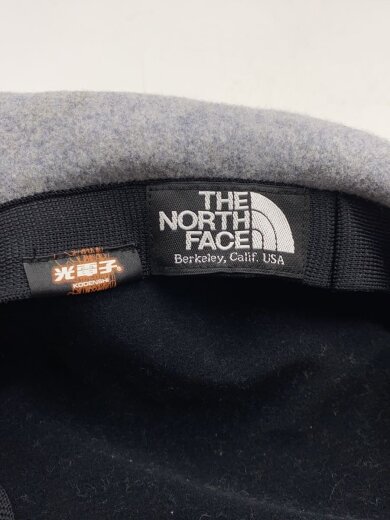 THE
NORTH
FACE
Berkeley, Calif. USA
光電子
KODENSHI